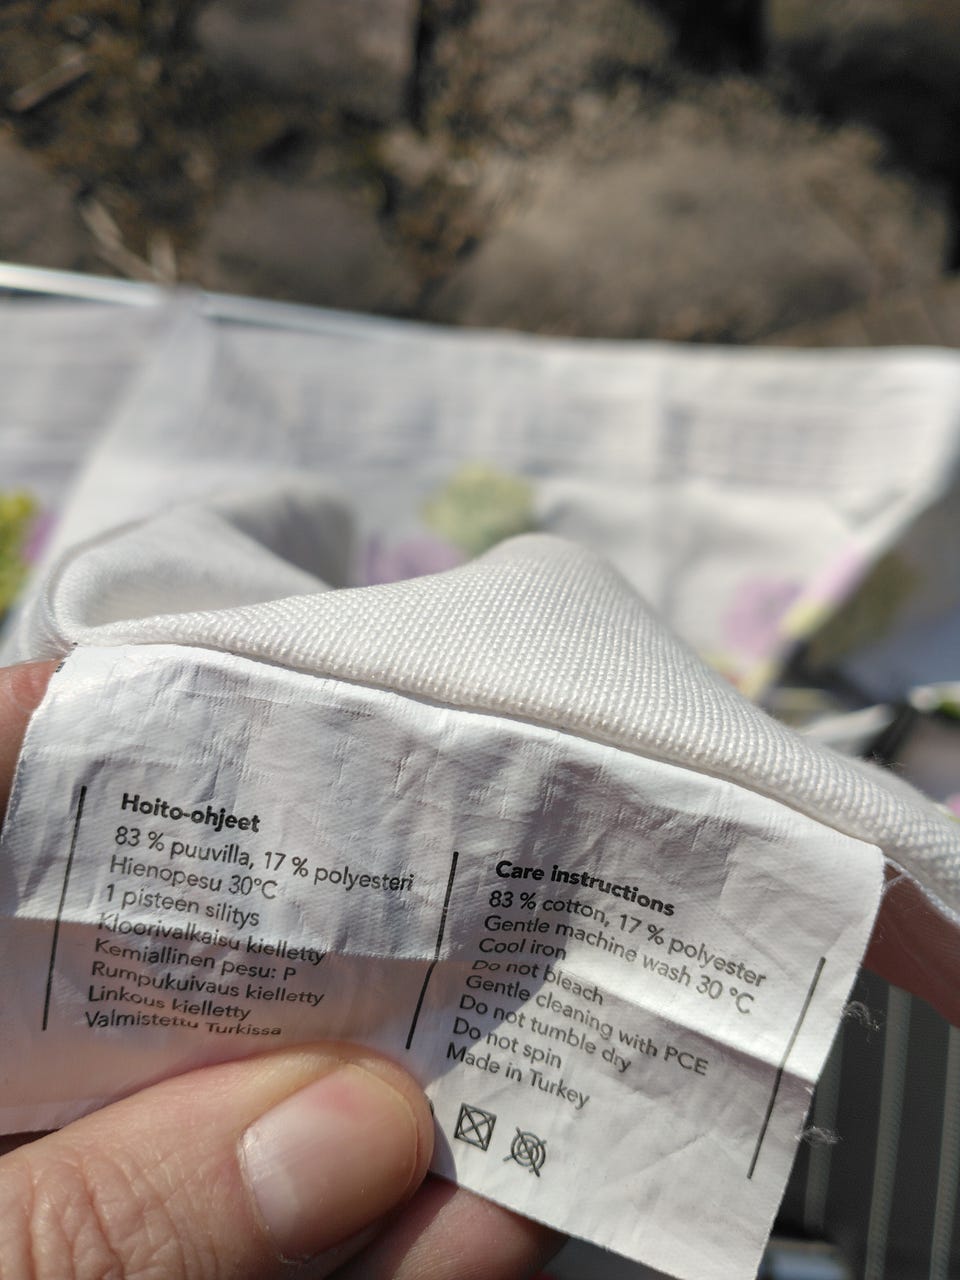 Hoito-ohjeet
83 % puuvilla, 17 % polyesteri
Hienopesu 30°C
1 pisteen silitys
Kloorivalkaisu kielletty
Kemiallinen pesu: P
Rumpukuivaus kielletty
Linkous kielletty
Valmistettu Turkissa
Care instructions
83 % cotton, 17 % polyester
Gentle machine wash 30 °C
Cool iron
Do not bleach
Gentle cleaning with PCE
Do not tumble dry
Do not spin
Made in Turkey